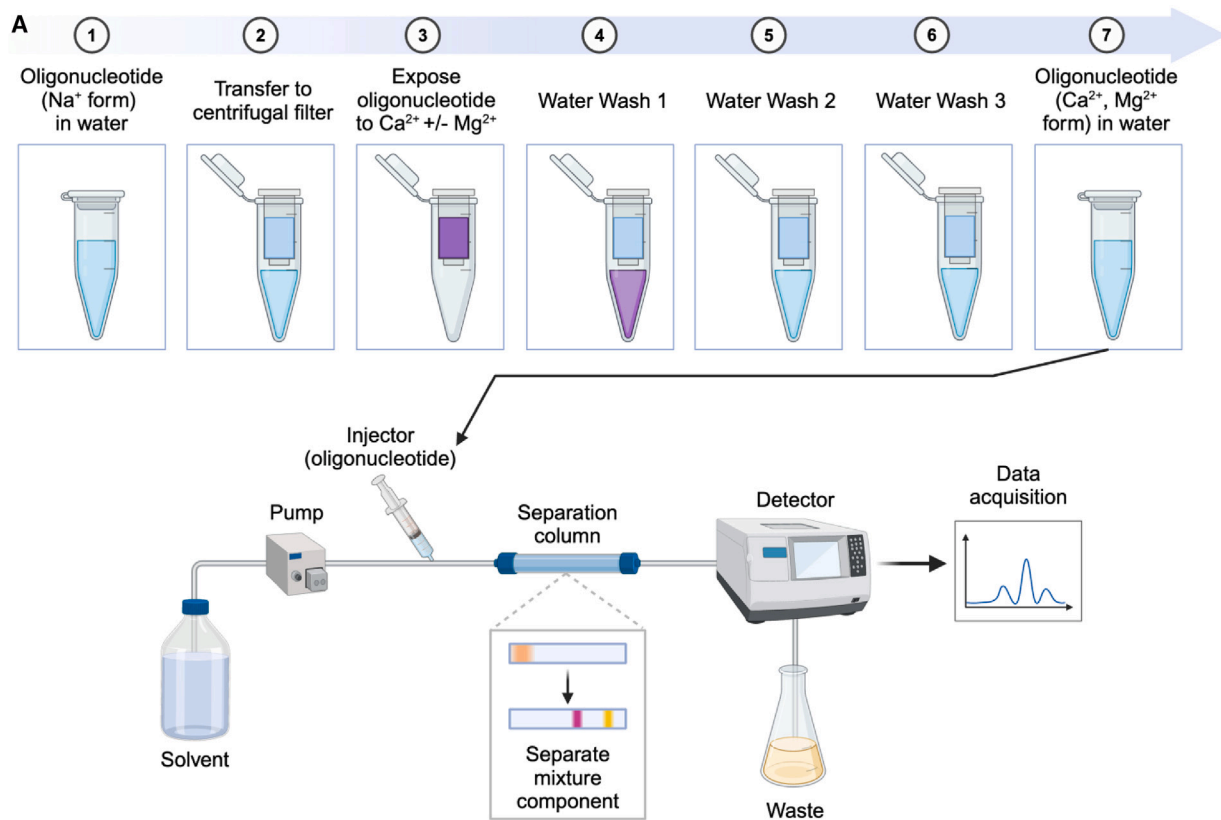 A
1 2 3 4 5 6 7
Oligonucleotide
(Na⁺ form)
in water
Transfer to
centrifugal filter
Expose
oligonucleotide
to Ca²⁺ +/- Mg²⁺
Water Wash 1
Water Wash 2
Water Wash 3
Oligonucleotide
(Ca²⁺, Mg²⁺
form) in water
Injector
(oligonucleotide)
Pump
Separation
column
Detector
Data
acquisition
Solvent
Separate
mixture
component
Waste